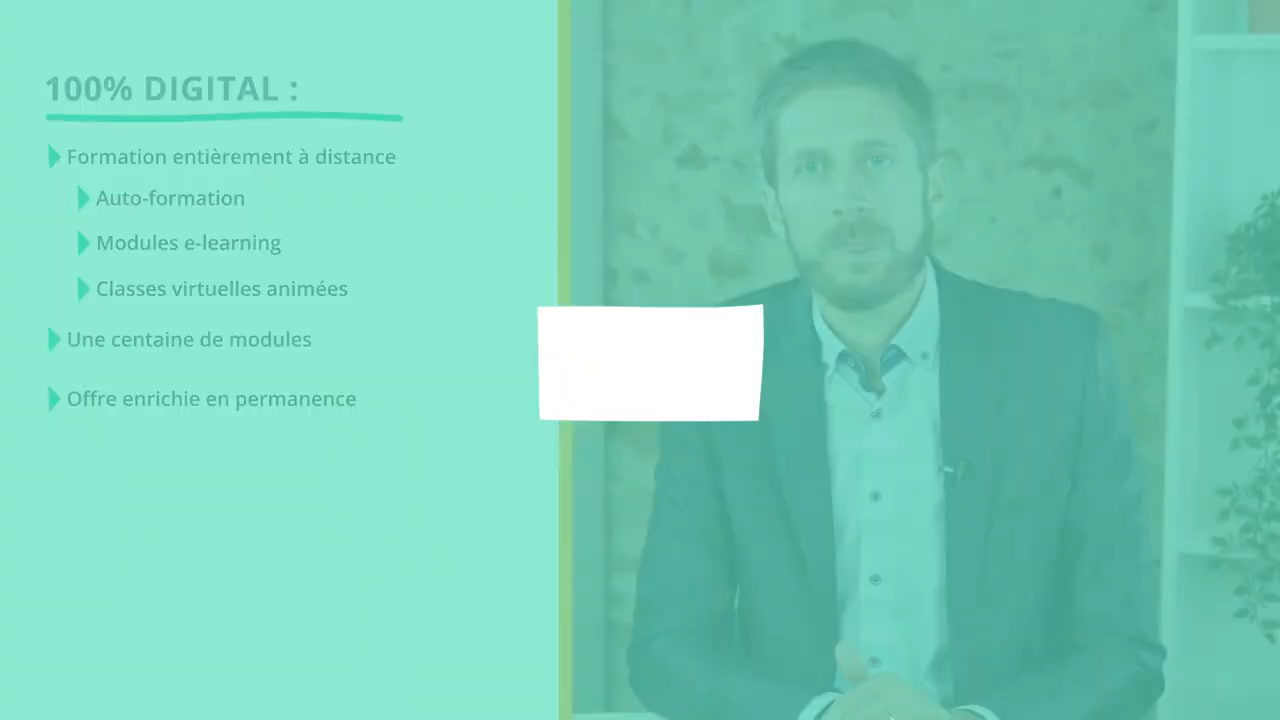 100% DIGITAL :
Formation entièrement à distance
Auto-formation
Modules e-learning
Classes virtuelles animées
Une centaine de modules
Offre enrichie en permanence